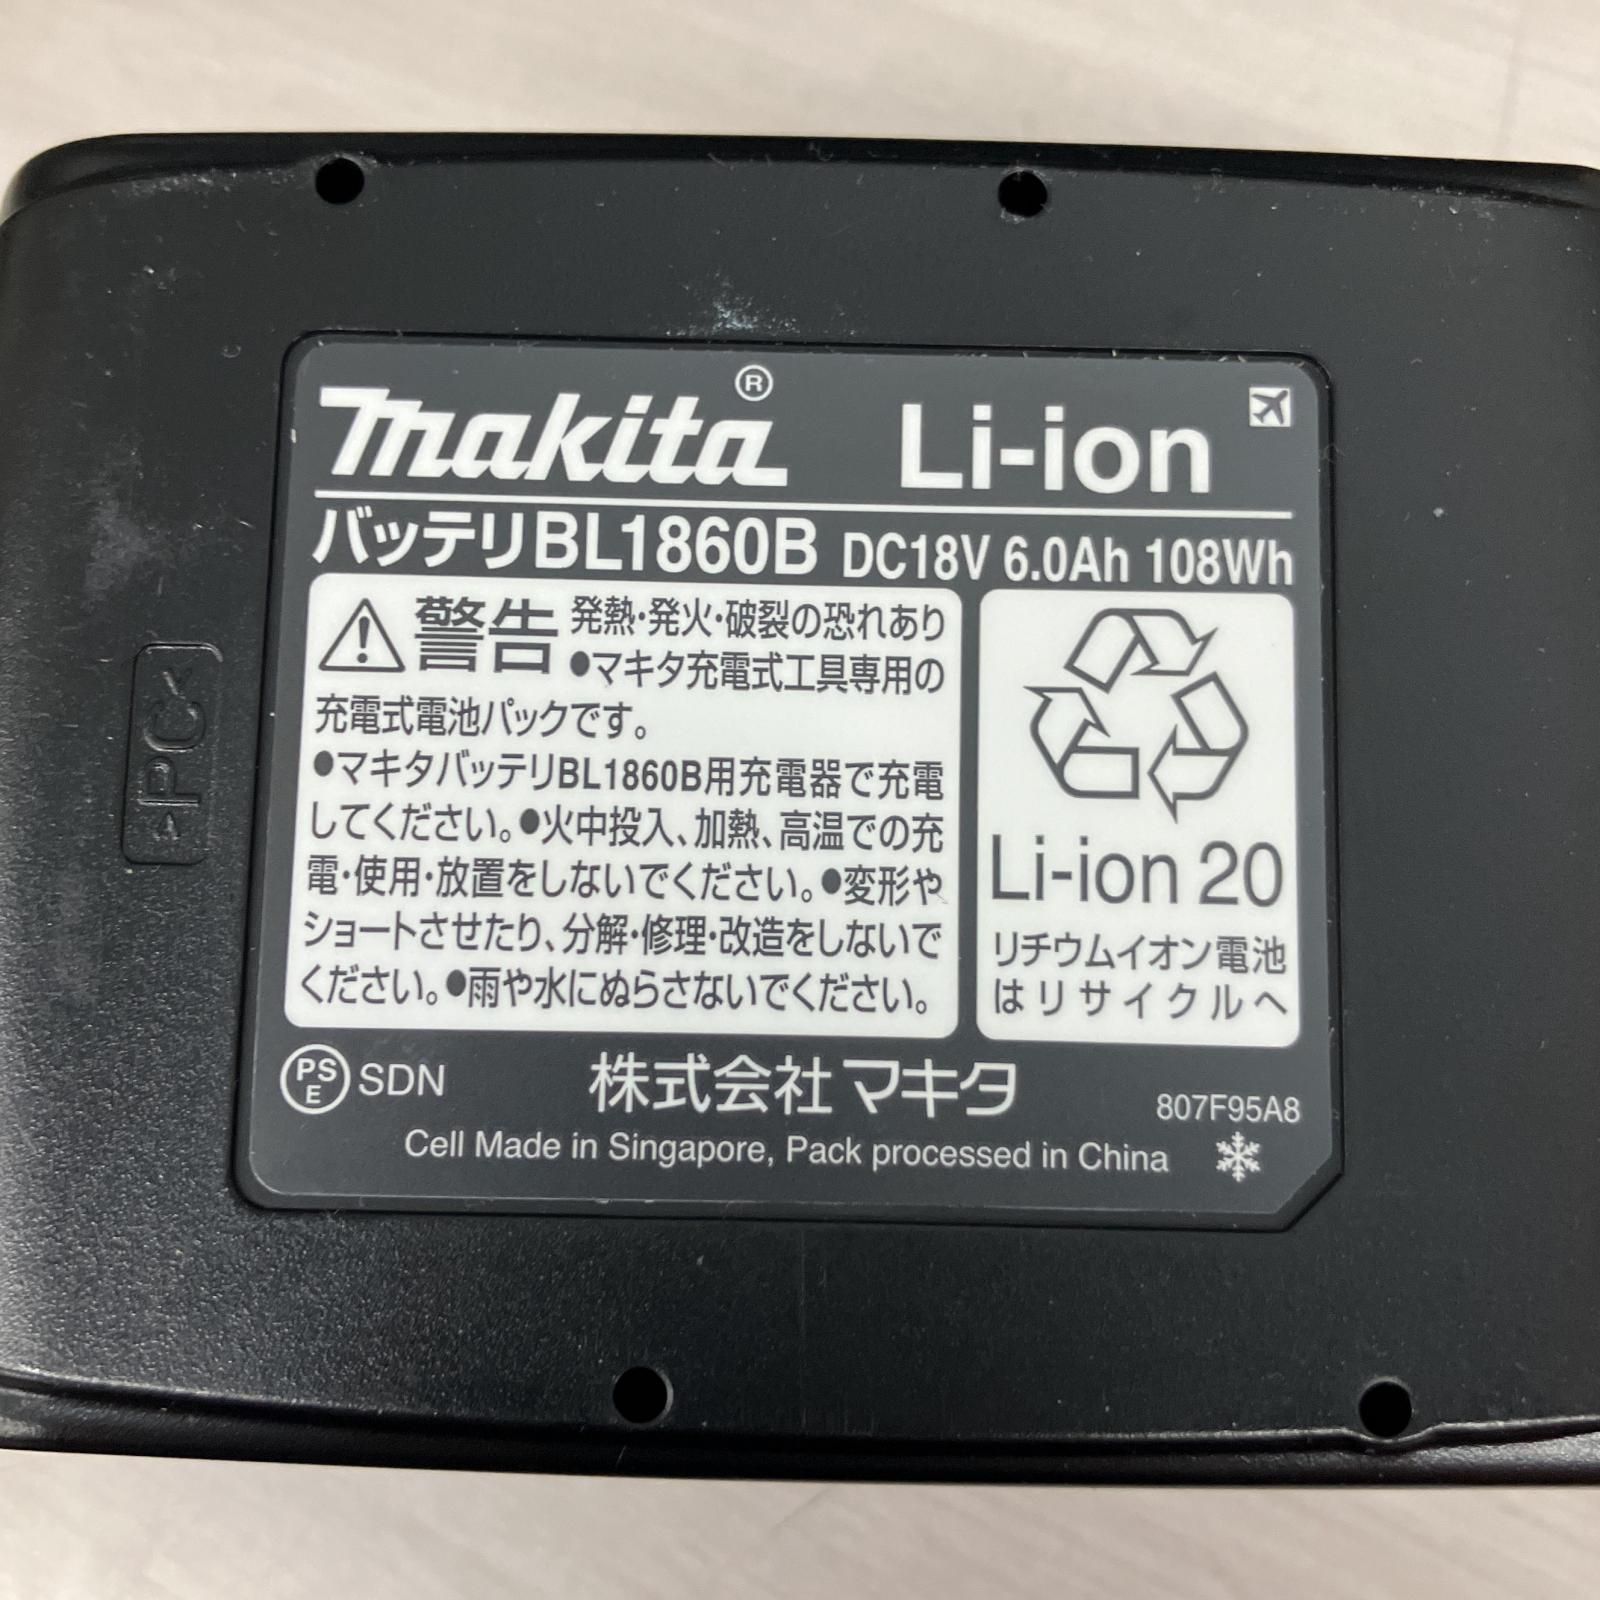 makita® Li-ion
バッテリBL1860B DC18V 6.0Ah 108Wh
警告 発熱・発火・破裂の恐れあり
●マキタ充電式工具専用の
充電式電池パックです。
●マキタバッテリBL1860B用充電器で充電
してください。●火中投入、加熱、高温での充
電・使用・放置をしないでください。●変形や
ショートさせたり、分解・修理・改造をしないで
ください。●雨や水にぬらさないでください。
Li-ion 20
リチウムイオン電池
はリサイクルへ
PS
E
SDN
株式会社マキタ
807F95A8
Cell Made in Singapore, Pack processed in China
>PC<